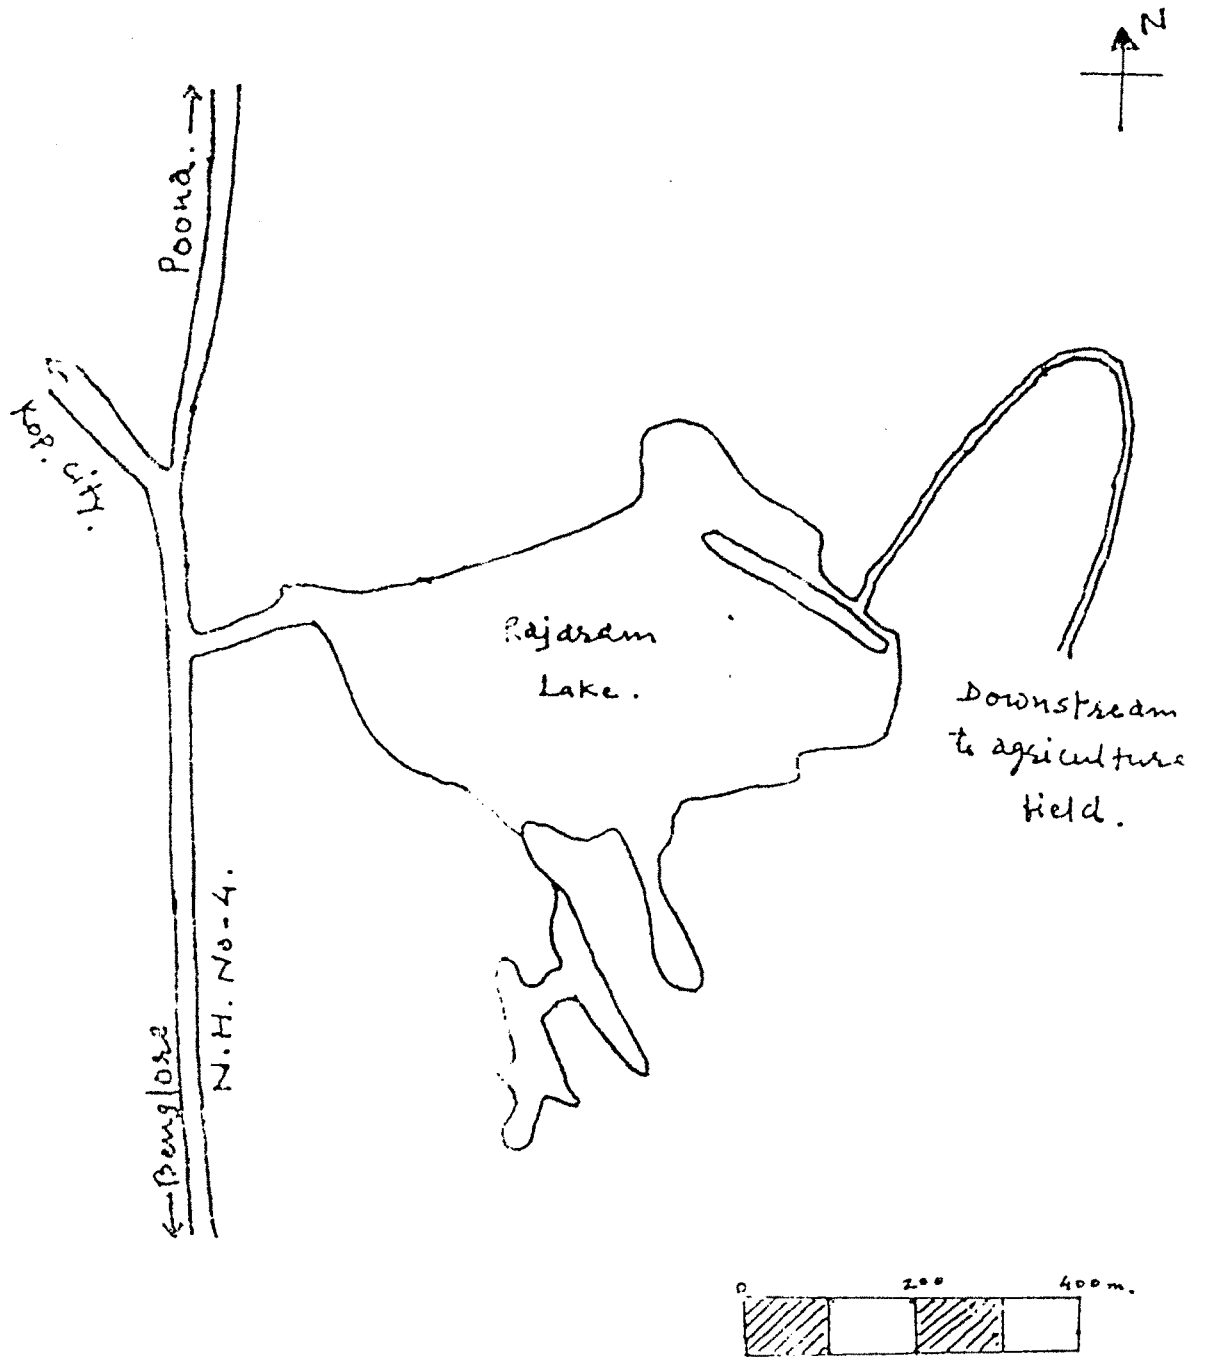 N
Poona.
Kop. City.
Rajaram
Lake.
Downstream
to agriculture
field.
N.H. No-4.
Benglore
0 200 400m.